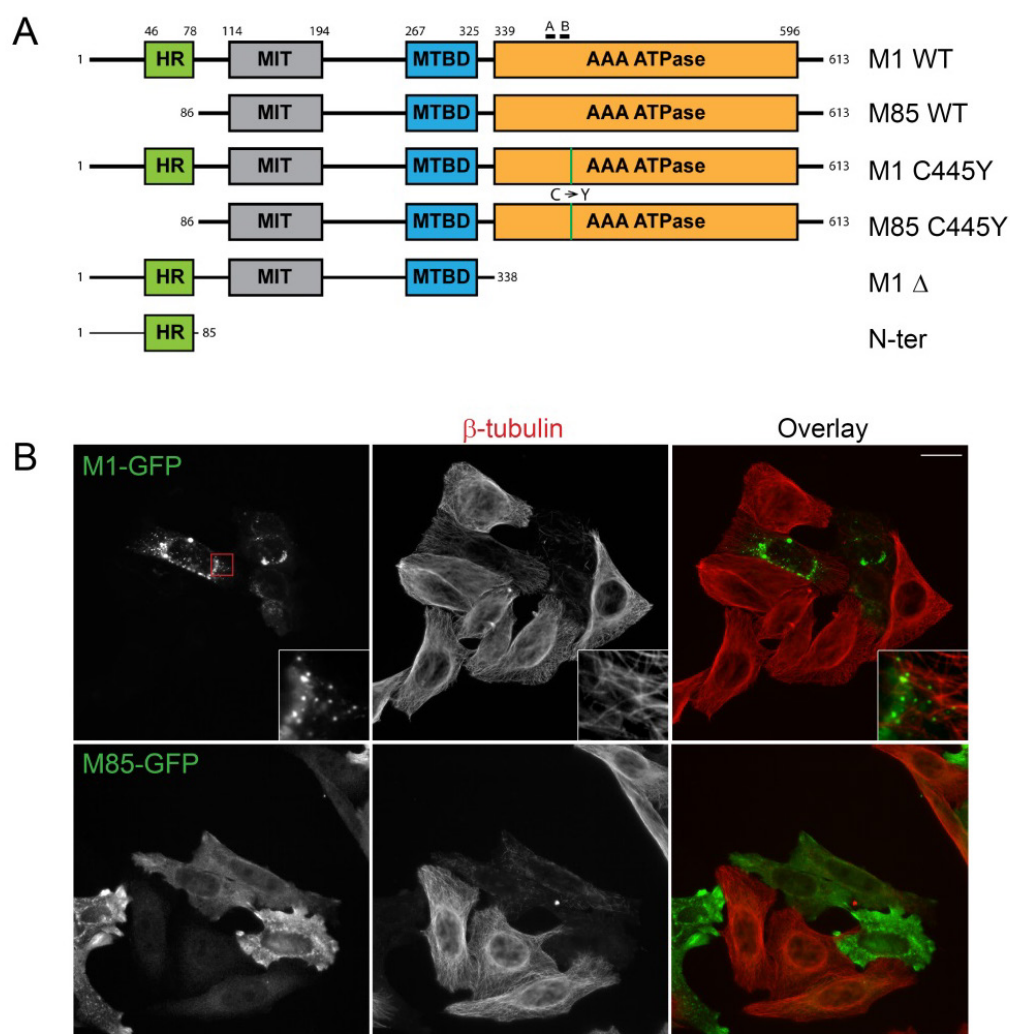 A
46 78 114 194 267 325 339 A B 596
1 HR MIT MTBD AAA ATPase 613 M1 WT
86 MIT MTBD AAA ATPase 613 M85 WT
1 HR MIT MTBD AAA ATPase 613 M1 C445Y
C → Y
86 MIT MTBD AAA ATPase 613 M85 C445Y
1 HR MIT MTBD 338 M1 Δ
1 HR 85 N-ter
β-tubulin Overlay
B
M1-GFP
M85-GFP